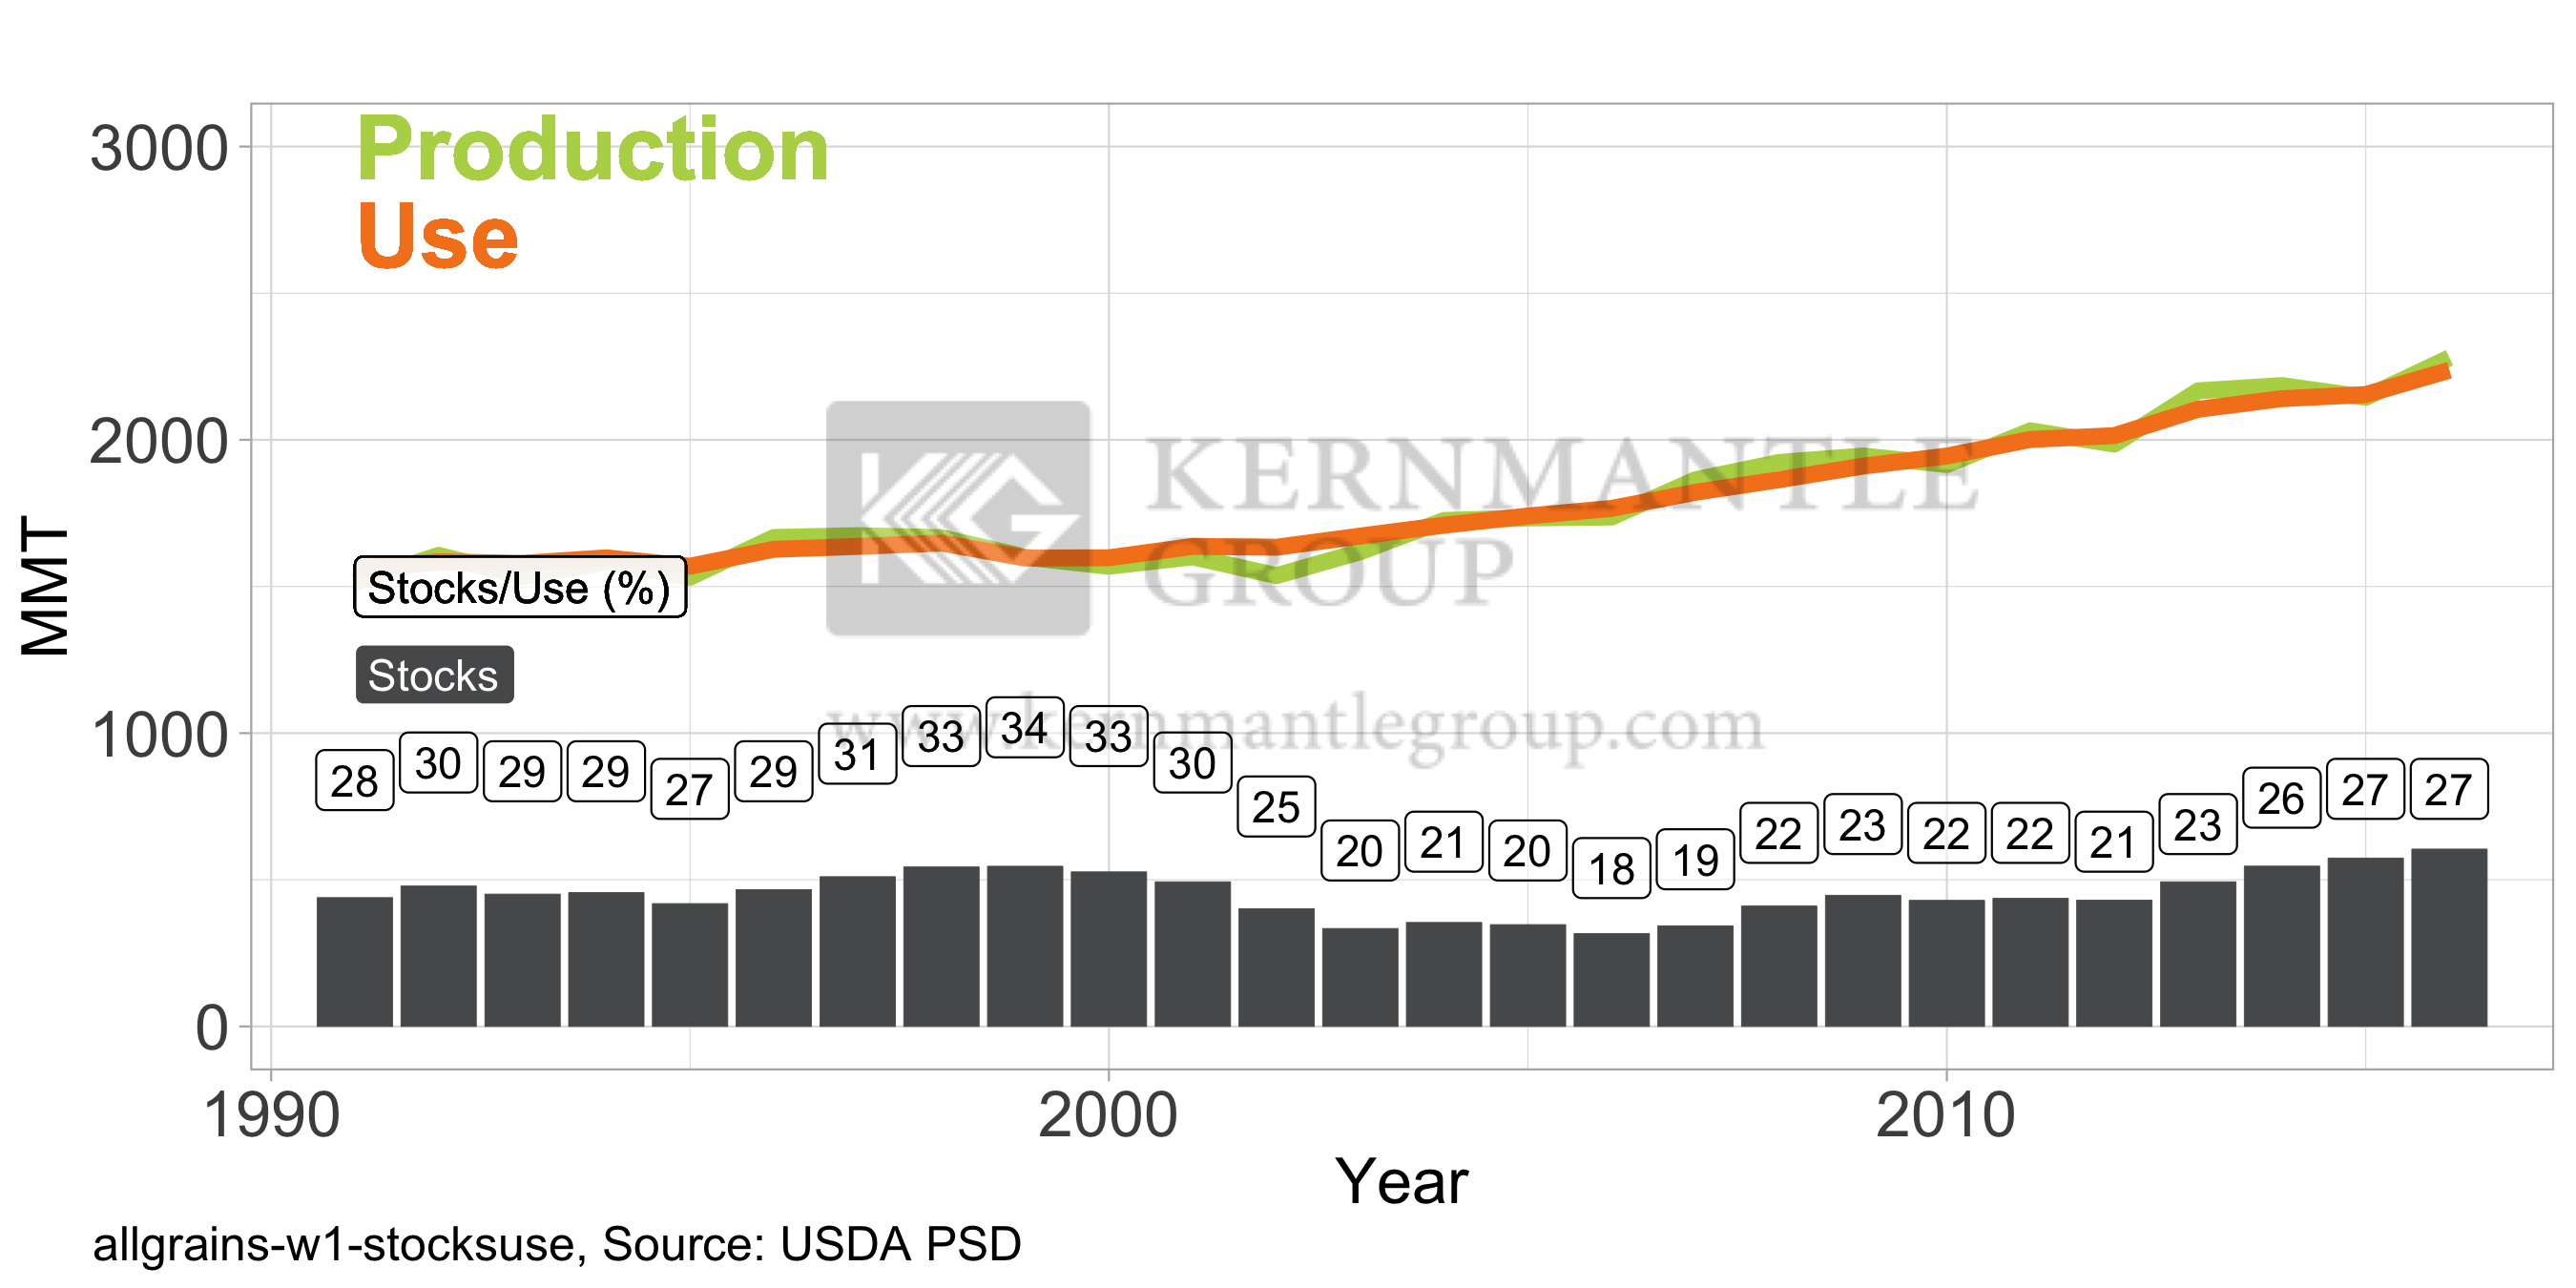 3000
Production
Use
2000
KERNMANTLE
KG
GROUP
MMT
Stocks/Use (%)
Stocks
www.kernmantlegroup.com
1000
28 30 29 29 27 29 31 33 34 33 30 25 20 21 20 18 19 22 23 22 22 21 23 26 27 27
0
1990 2000 2010
Year
allgrains-w1-stocksuse, Source: USDA PSD